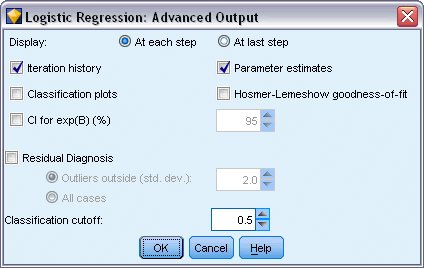 Logistic Regression: Advanced Output
Display: At each step At last step
Iteration history Parameter estimates
Classification plots Hosmer-Lemeshow goodness-of-fit
CI for exp(B) (%) 95
Residual Diagnosis
Outliers outside (std. dev.): 2.0
All cases
Classification cutoff: 0.5
OK Cancel Help